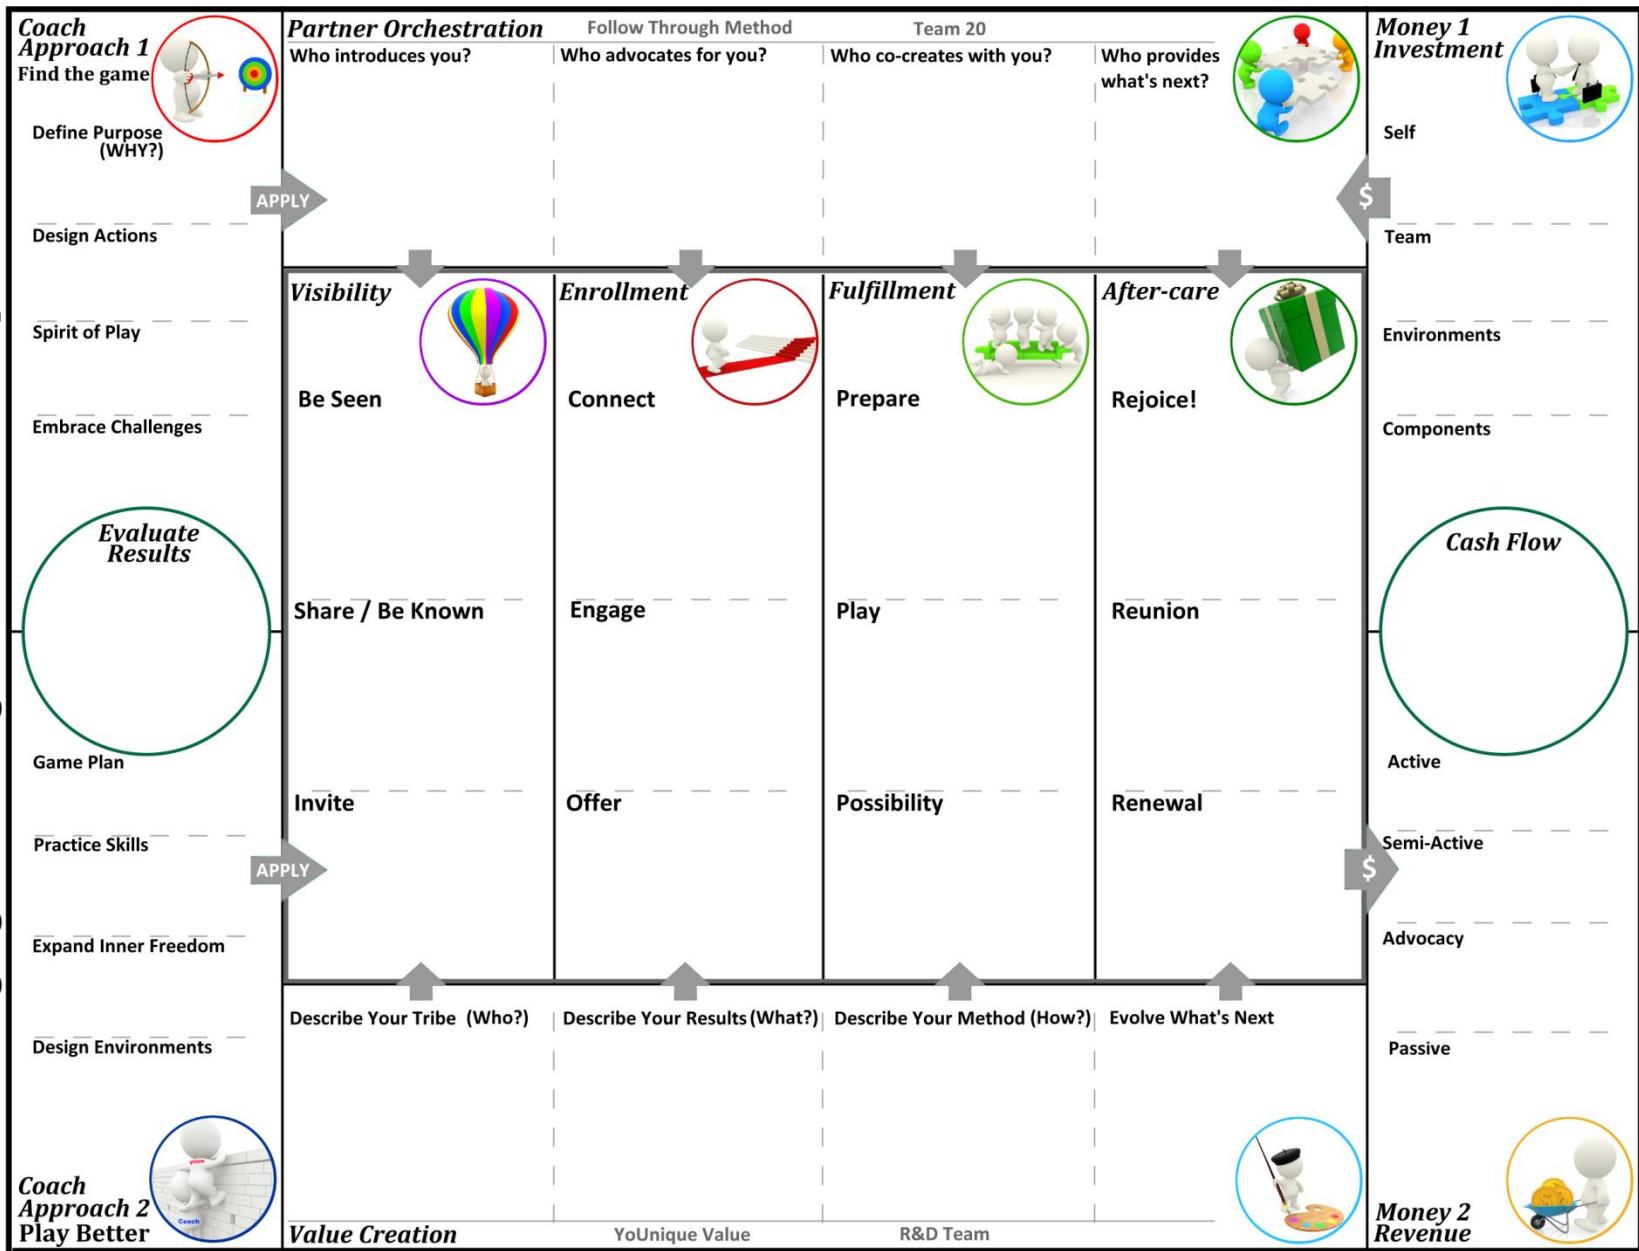 Coach
Approach 1
Find the game
Define Purpose
(WHY?)
Design Actions
Spirit of Play
Embrace Challenges
Evaluate
Results
Game Plan
Practice Skills
Expand Inner Freedom
Design Environments
Coach
Approach 2
Play Better
Coach
APPLY
APPLY
Partner Orchestration
Follow Through Method
Team 20
Who introduces you?
Who advocates for you?
Who co-creates with you?
Who provides
what's next?
Visibility
Be Seen
Share / Be Known
Invite
Enrollment
Connect
Engage
Offer
Fulfillment
Prepare
Play
Possibility
After-care
Rejoice!
Reunion
Renewal
Describe Your Tribe (Who?)
Describe Your Results (What?)
Describe Your Method (How?)
Evolve What's Next
Value Creation
YoUnique Value
R&D Team
$
$
Money 1
Investment
Self
Team
Environments
Components
Cash Flow
Active
Semi-Active
Advocacy
Passive
Money 2
Revenue